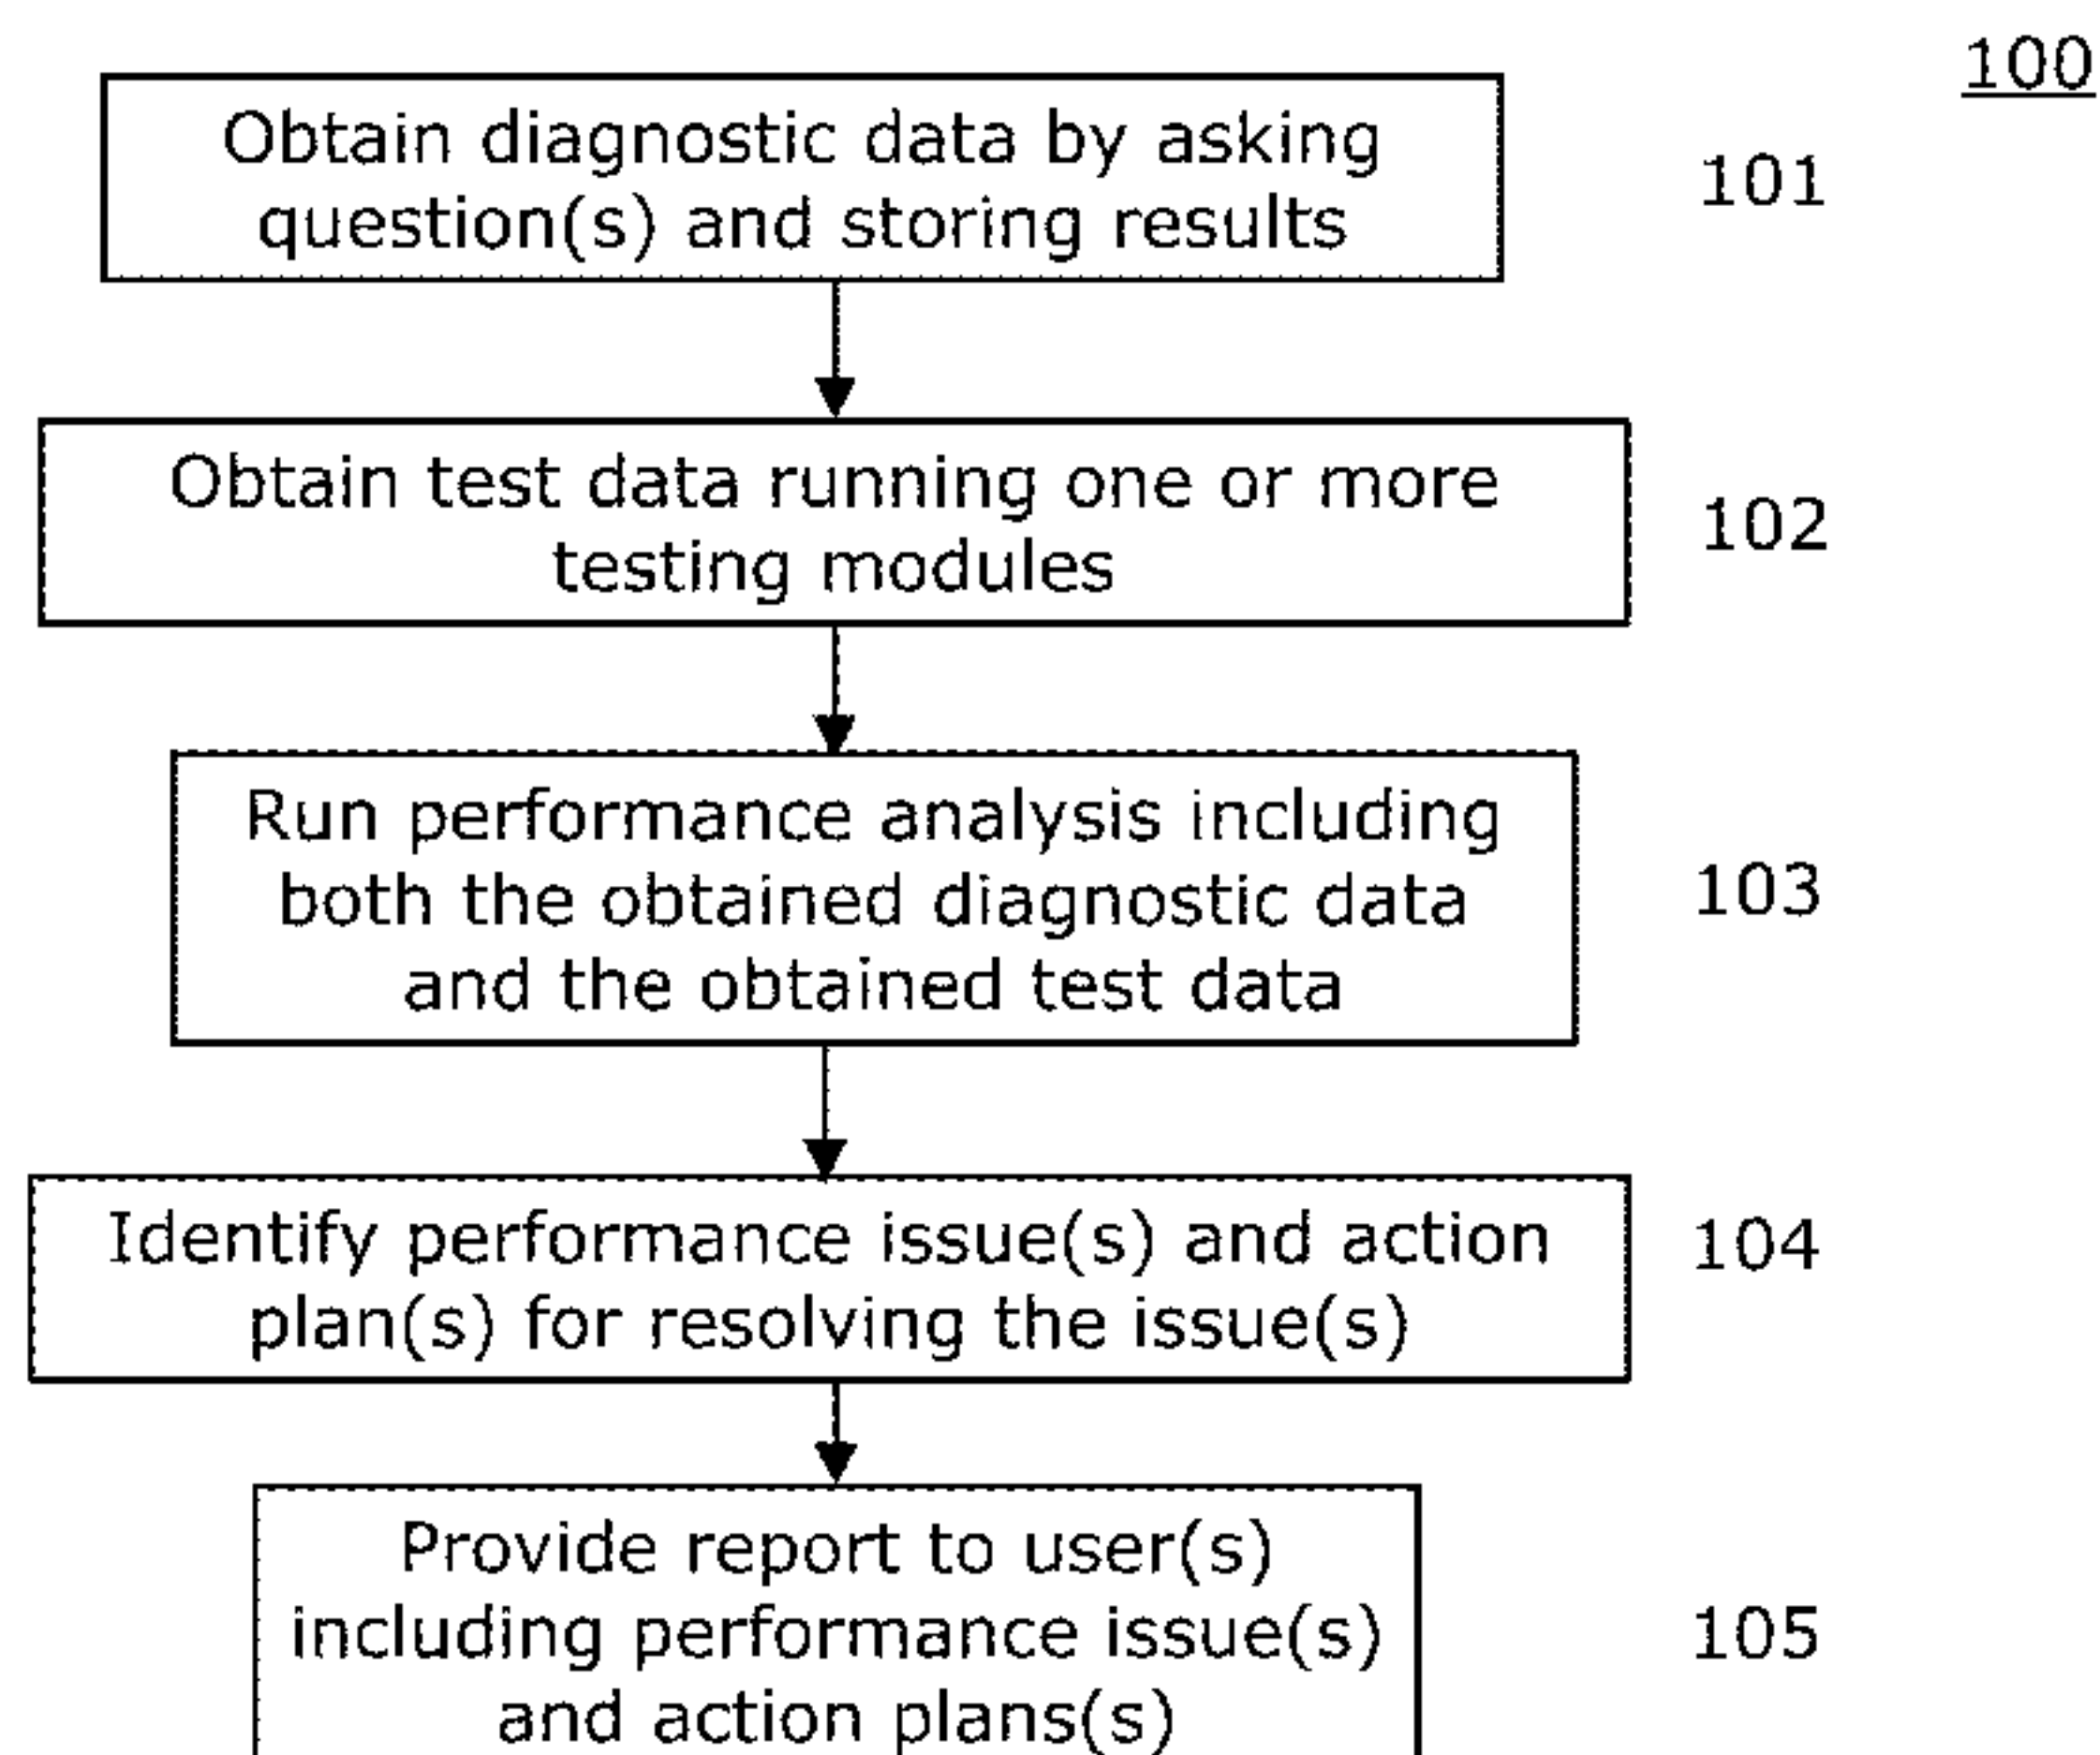 100
Obtain diagnostic data by asking
question(s) and storing results
101
Obtain test data running one or more
testing modules
102
Run performance analysis including
both the obtained diagnostic data
and the obtained test data
103
Identify performance issue(s) and action
plan(s) for resolving the issue(s)
104
Provide report to user(s)
including performance issue(s)
and action plans(s)
105